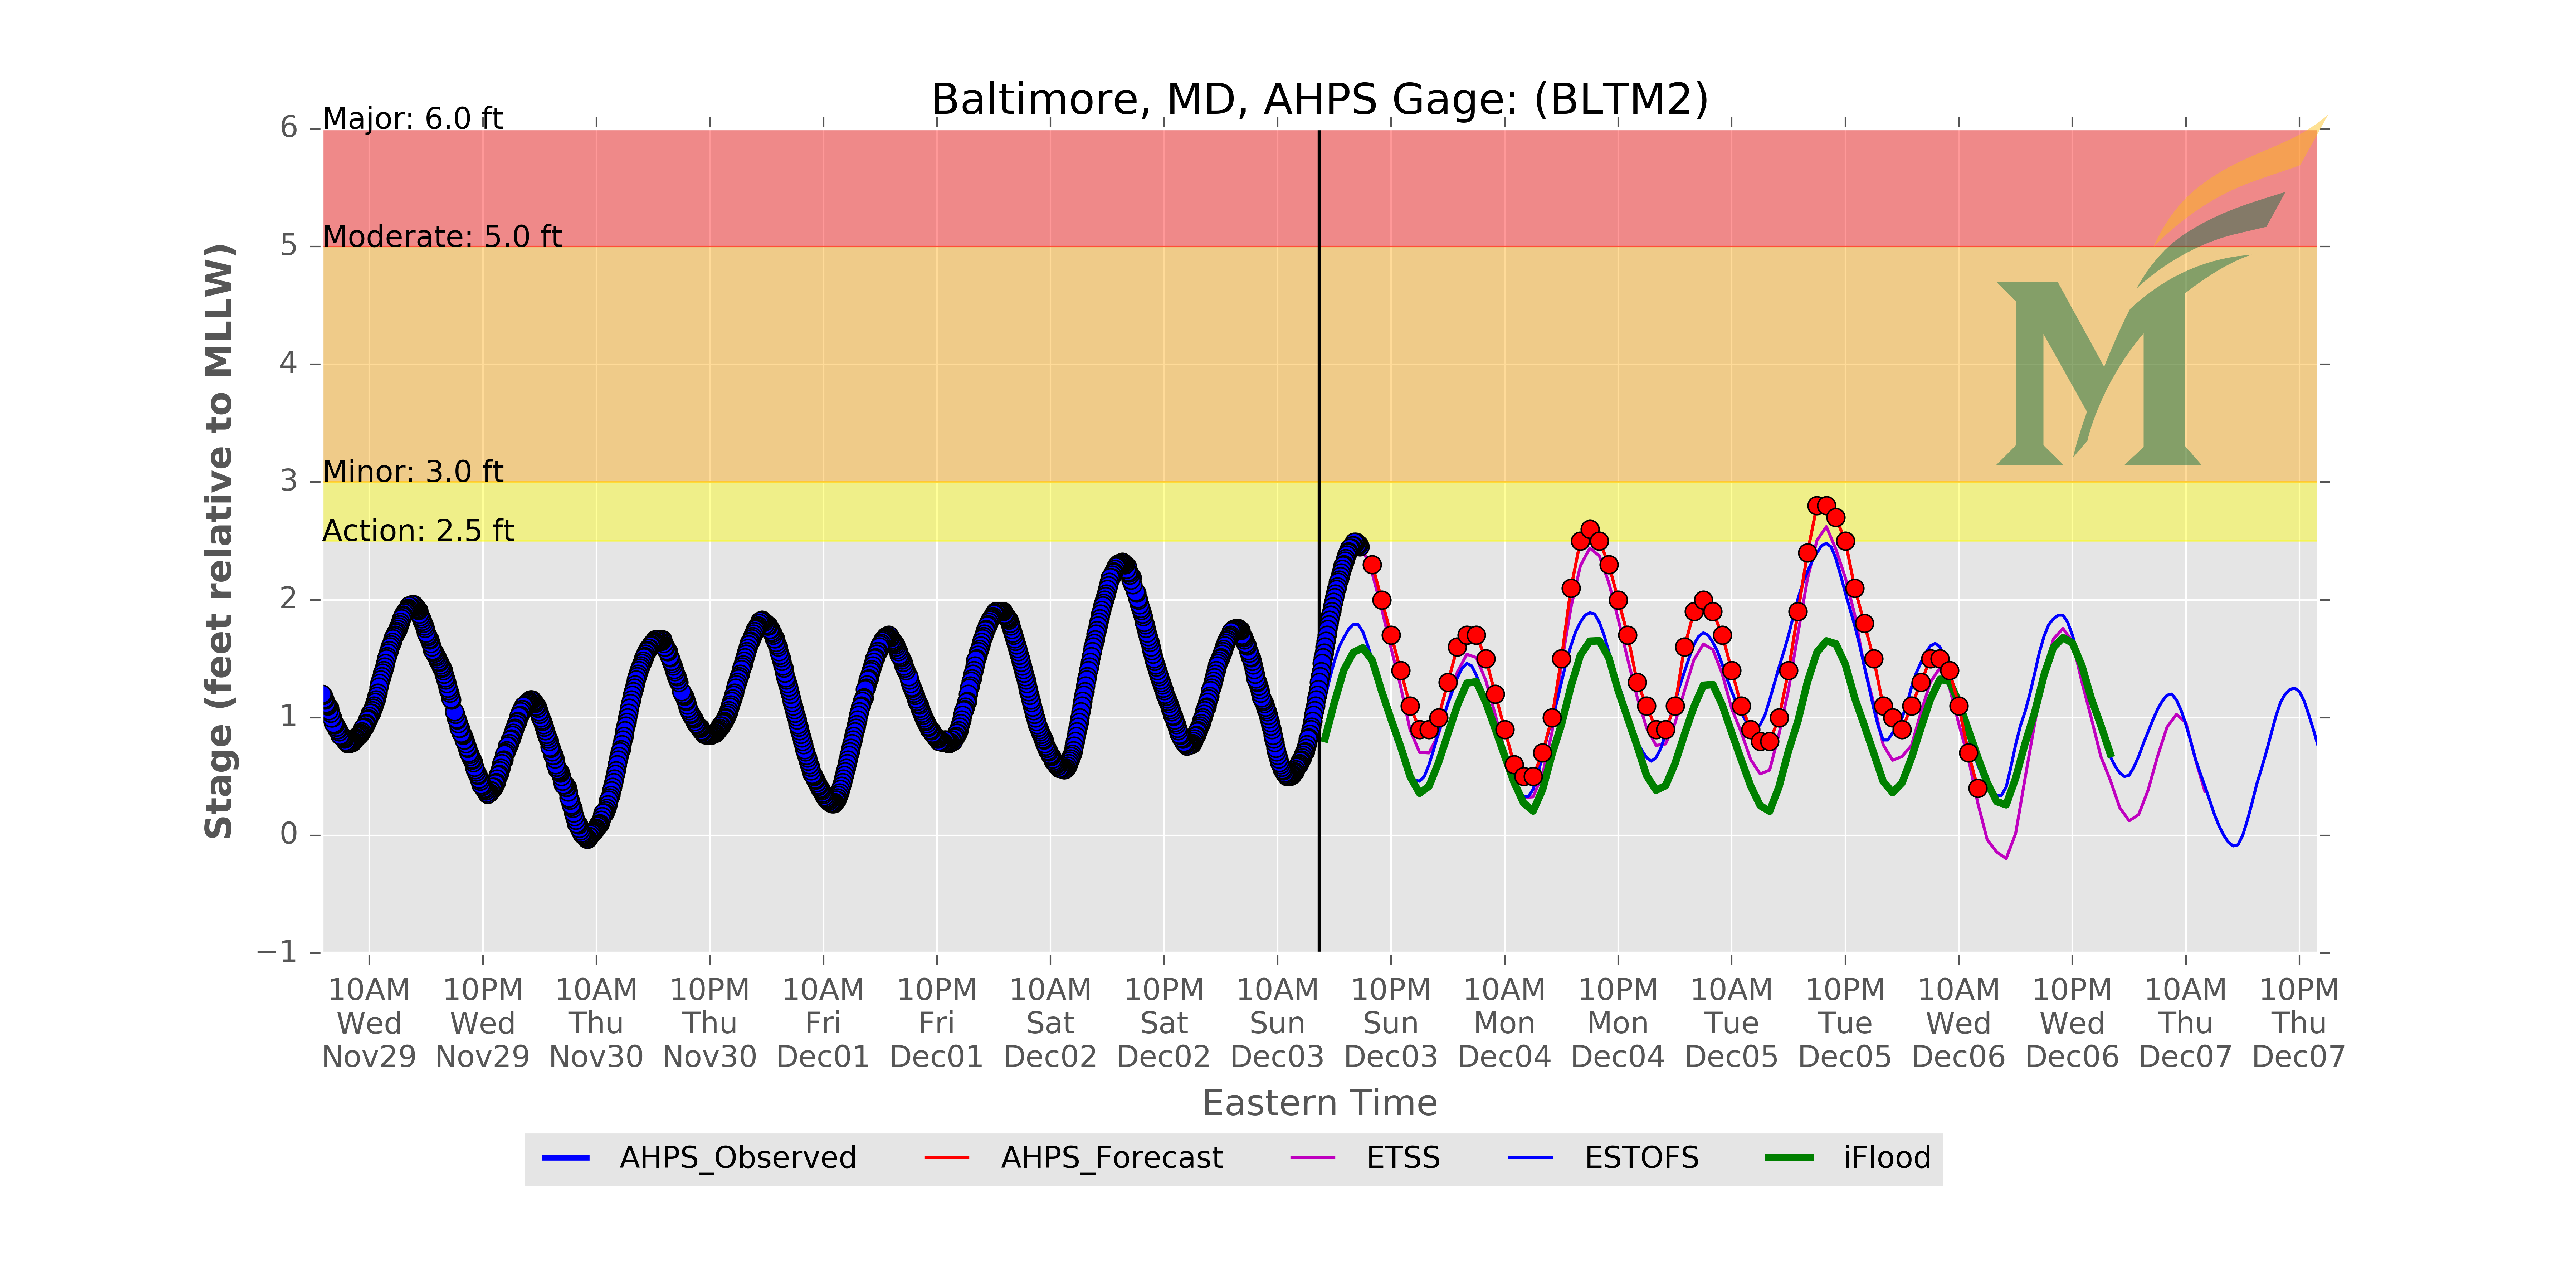 Baltimore, MD, AHPS Gage: (BLTM2)
Major: 6.0 ft
Moderate: 5.0 ft
Minor: 3.0 ft
Action: 2.5 ft
Stage (feet relative to MLLW)
6
5
4
3
2
1
0
−1
10AM Wed Nov29
10PM Wed Nov29
10AM Thu Nov30
10PM Thu Nov30
10AM Fri Dec01
10PM Fri Dec01
10AM Sat Dec02
10PM Sat Dec02
10AM Sun Dec03
10PM Sun Dec03
10AM Mon Dec04
10PM Mon Dec04
10AM Tue Dec05
10PM Tue Dec05
10AM Wed Dec06
10PM Wed Dec06
10AM Thu Dec07
10PM Thu Dec07
Eastern Time
AHPS_Observed AHPS_Forecast ETSS ESTOFS iFlood
M